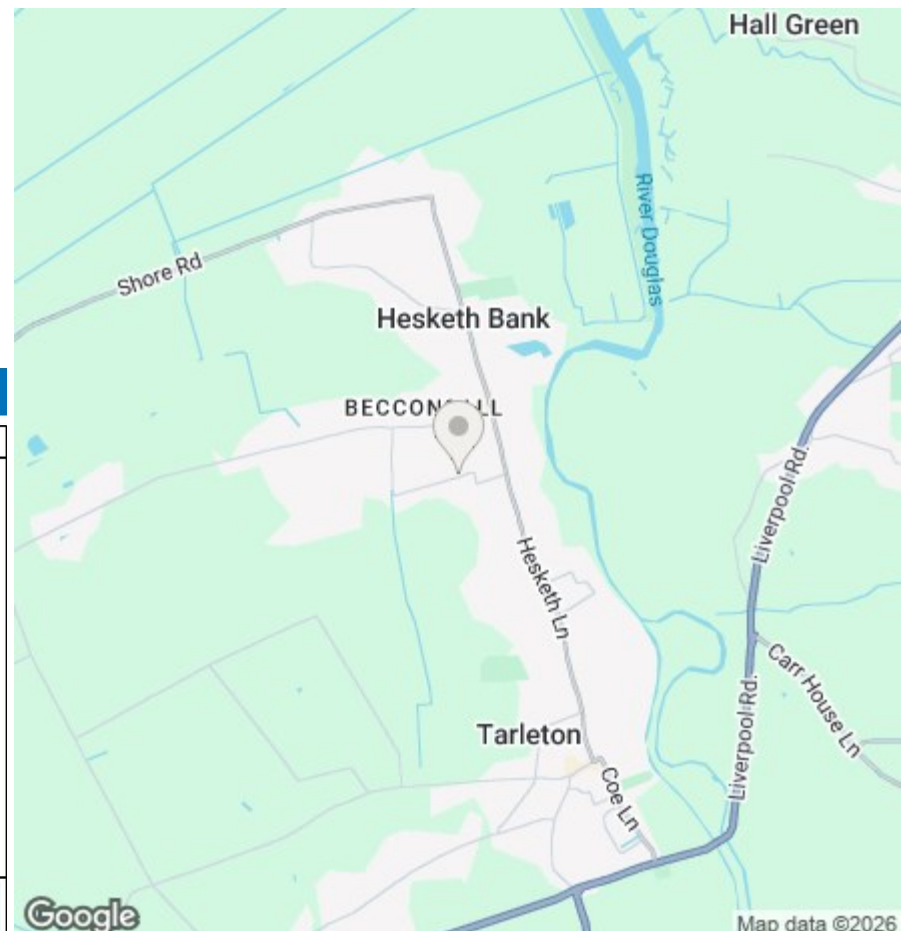 Hall Green
River Douglas
Shore Rd
Hesketh Bank
Liverpool Rd.
Hesketh Ln
Carr House Ln
Liverpool Rd.
Tarleton
Coe Ln
Google
Map data ©2026